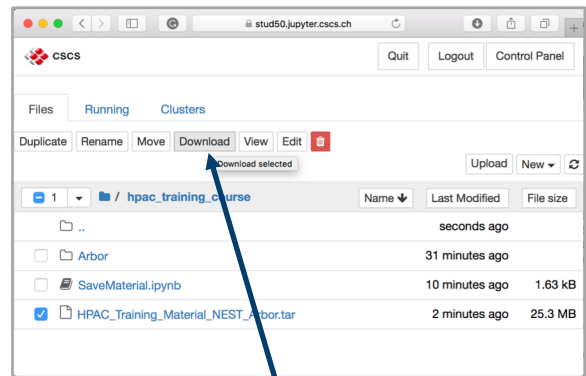 stud50.jupyter.cscs.ch
CSCS
Quit Logout Control Panel
Files Running Clusters
Duplicate Rename Move Download View Edit
Download selected
Upload New
1 / hpac_training_course Name Last Modified File size
.. seconds ago
Arbor 31 minutes ago
SaveMaterial.ipynb 10 minutes ago 1.63 kB
HPAC_Training_Material_NEST_Arbor.tar 2 minutes ago 25.3 MB